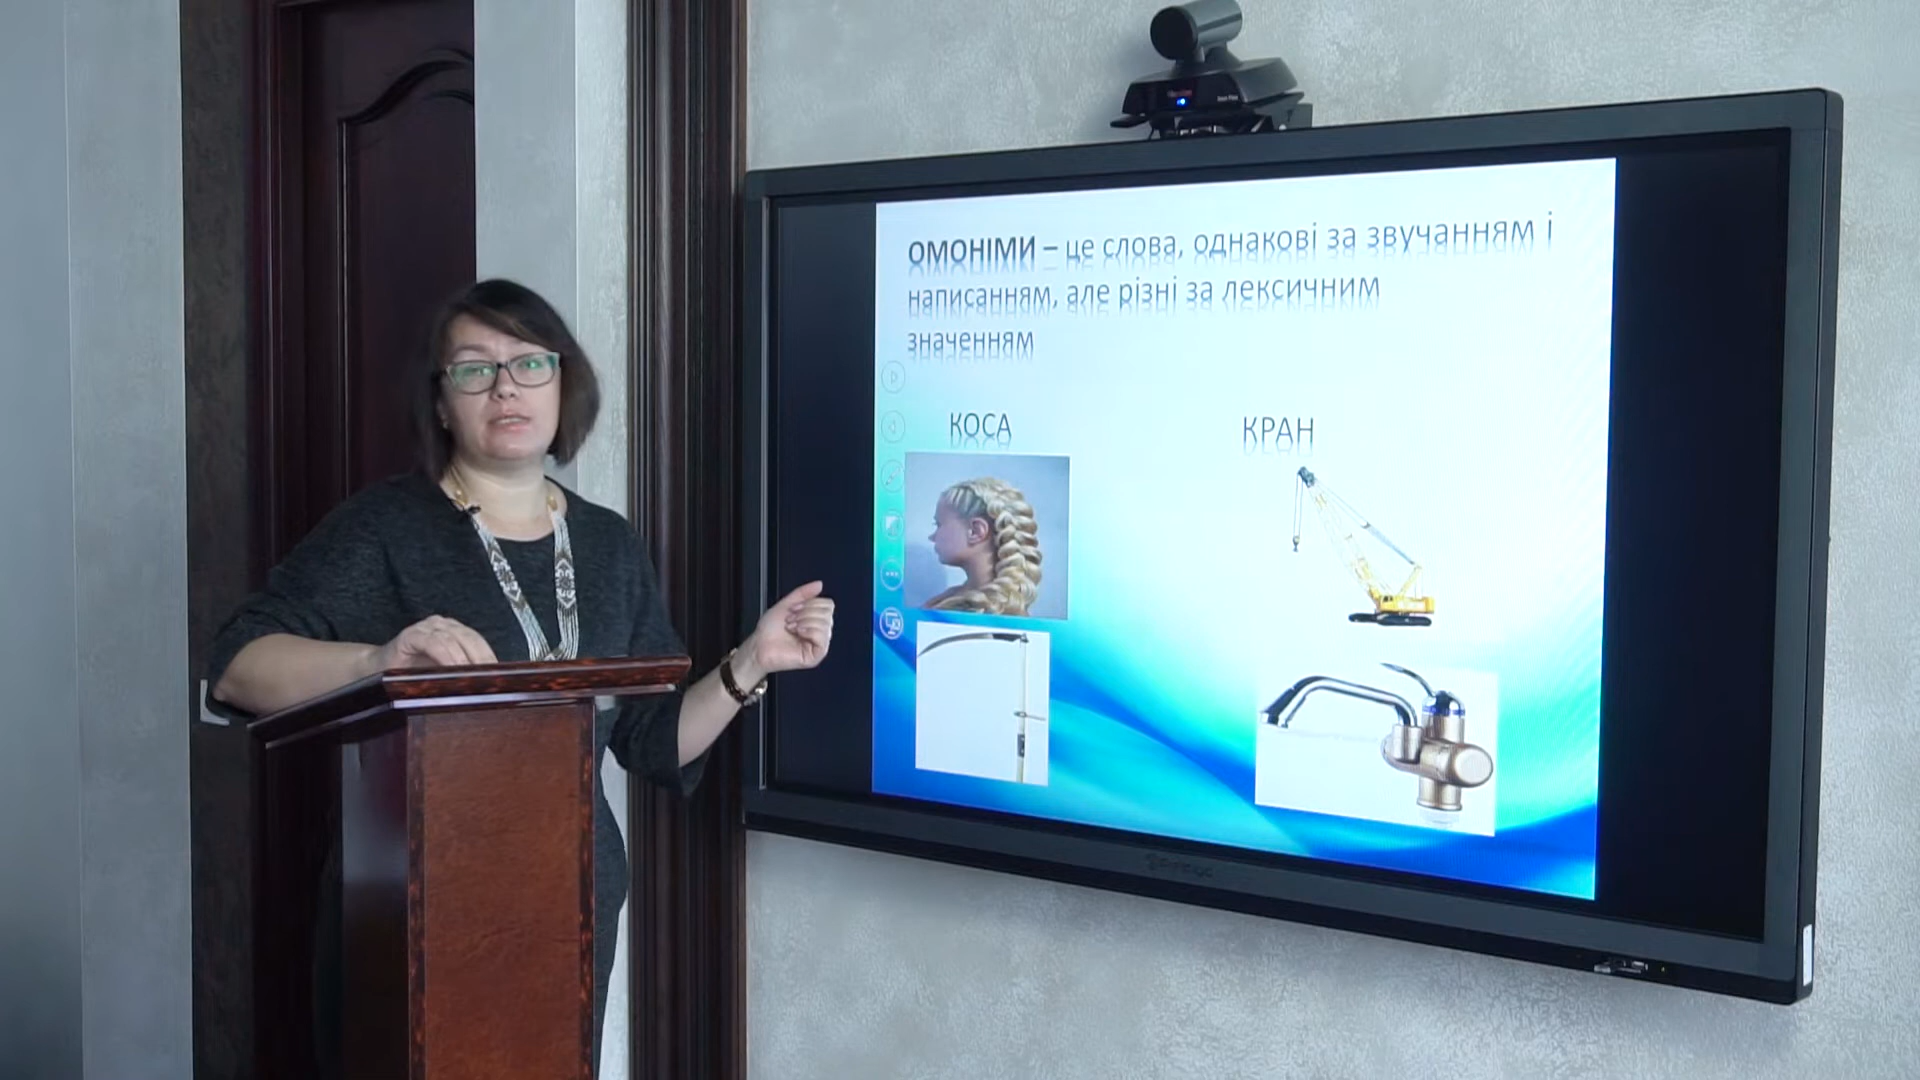 ОМОНІМИ – це слова, однакові за звучанням і
написанням, але різні за лексичним
значенням
КОСА
КРАН